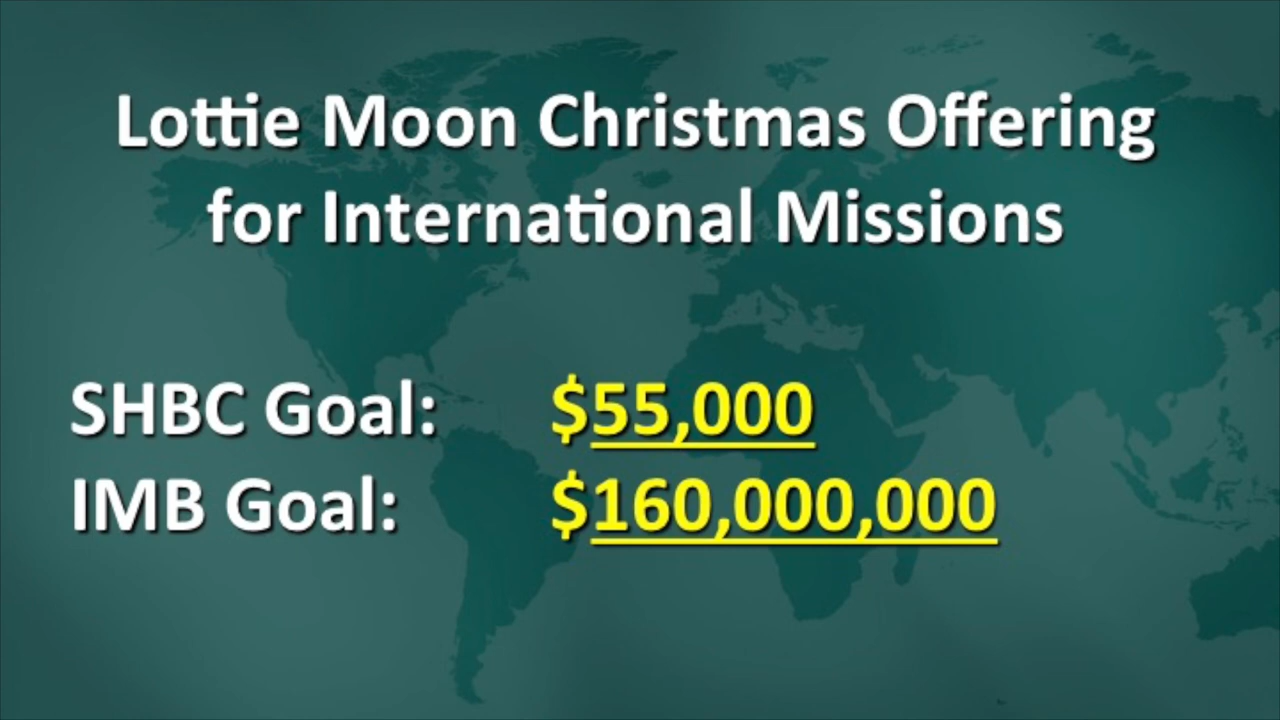 Lottie Moon Christmas Offering
for International Missions
SHBC Goal: $55,000
IMB Goal: $160,000,000